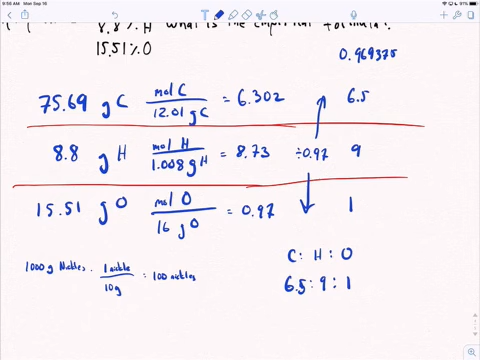 9:56 AM Mon Sep 16
91%
8.8 % H What is the empirical formula?
15.51 % O
0.969375
75.69 g C mol C / 12.01 g C = 6.302 6.5
8.8 g H mol H / 1.008 g H = 8.73 ÷0.97 9
15.51 g O mol O / 16 g O = 0.97 1
1000 g Nickles · 1 nickle / 10 g = 100 nickles
C : H : O
6.5 : 9 : 1